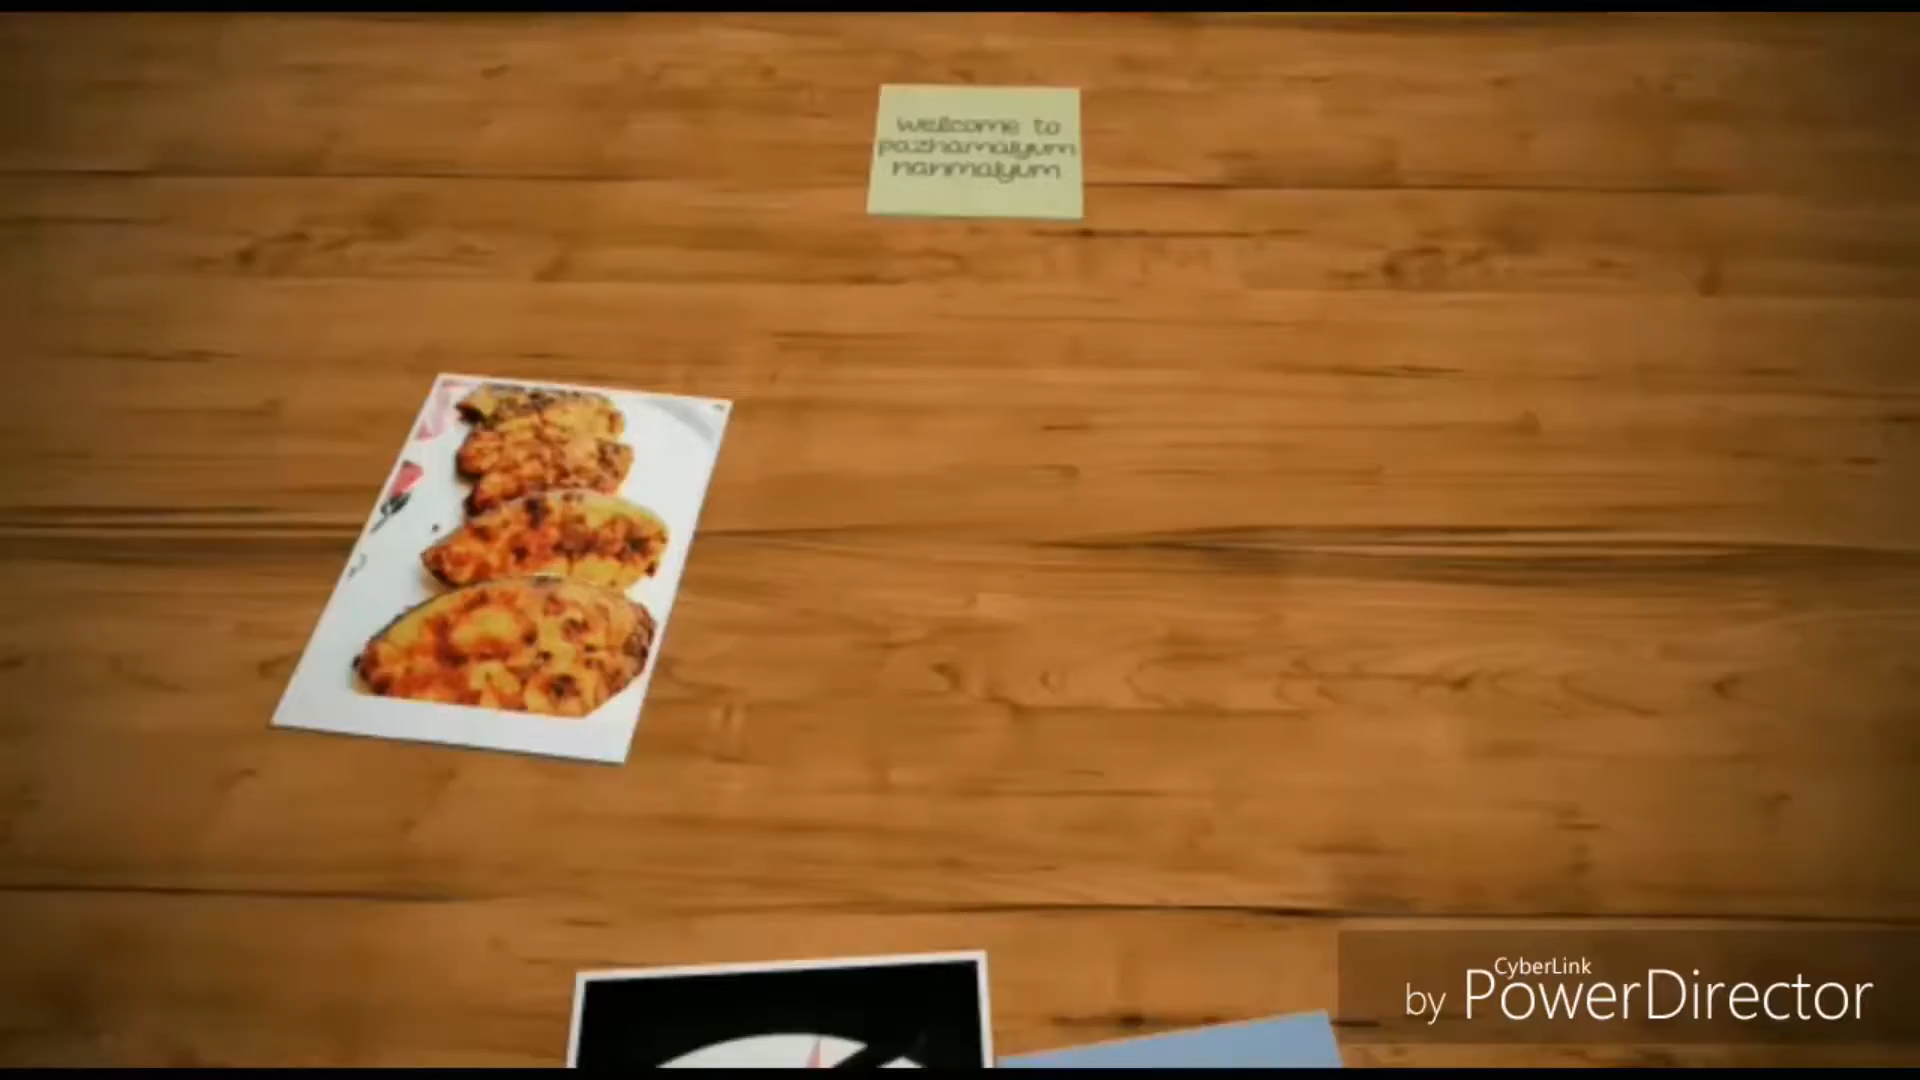 welcome to
pazhamaiyum
nanmaiyum
CyberLink
by PowerDirector